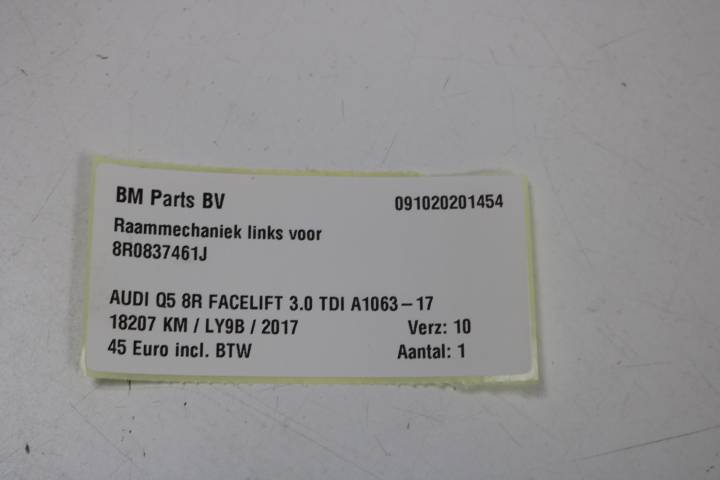 BM Parts BV 091020201454
Raammechaniek links voor
8R0837461J
AUDI Q5 8R FACELIFT 3.0 TDI A1063-17
18207 KM / LY9B / 2017 Verz: 10
45 Euro incl. BTW Aantal: 1